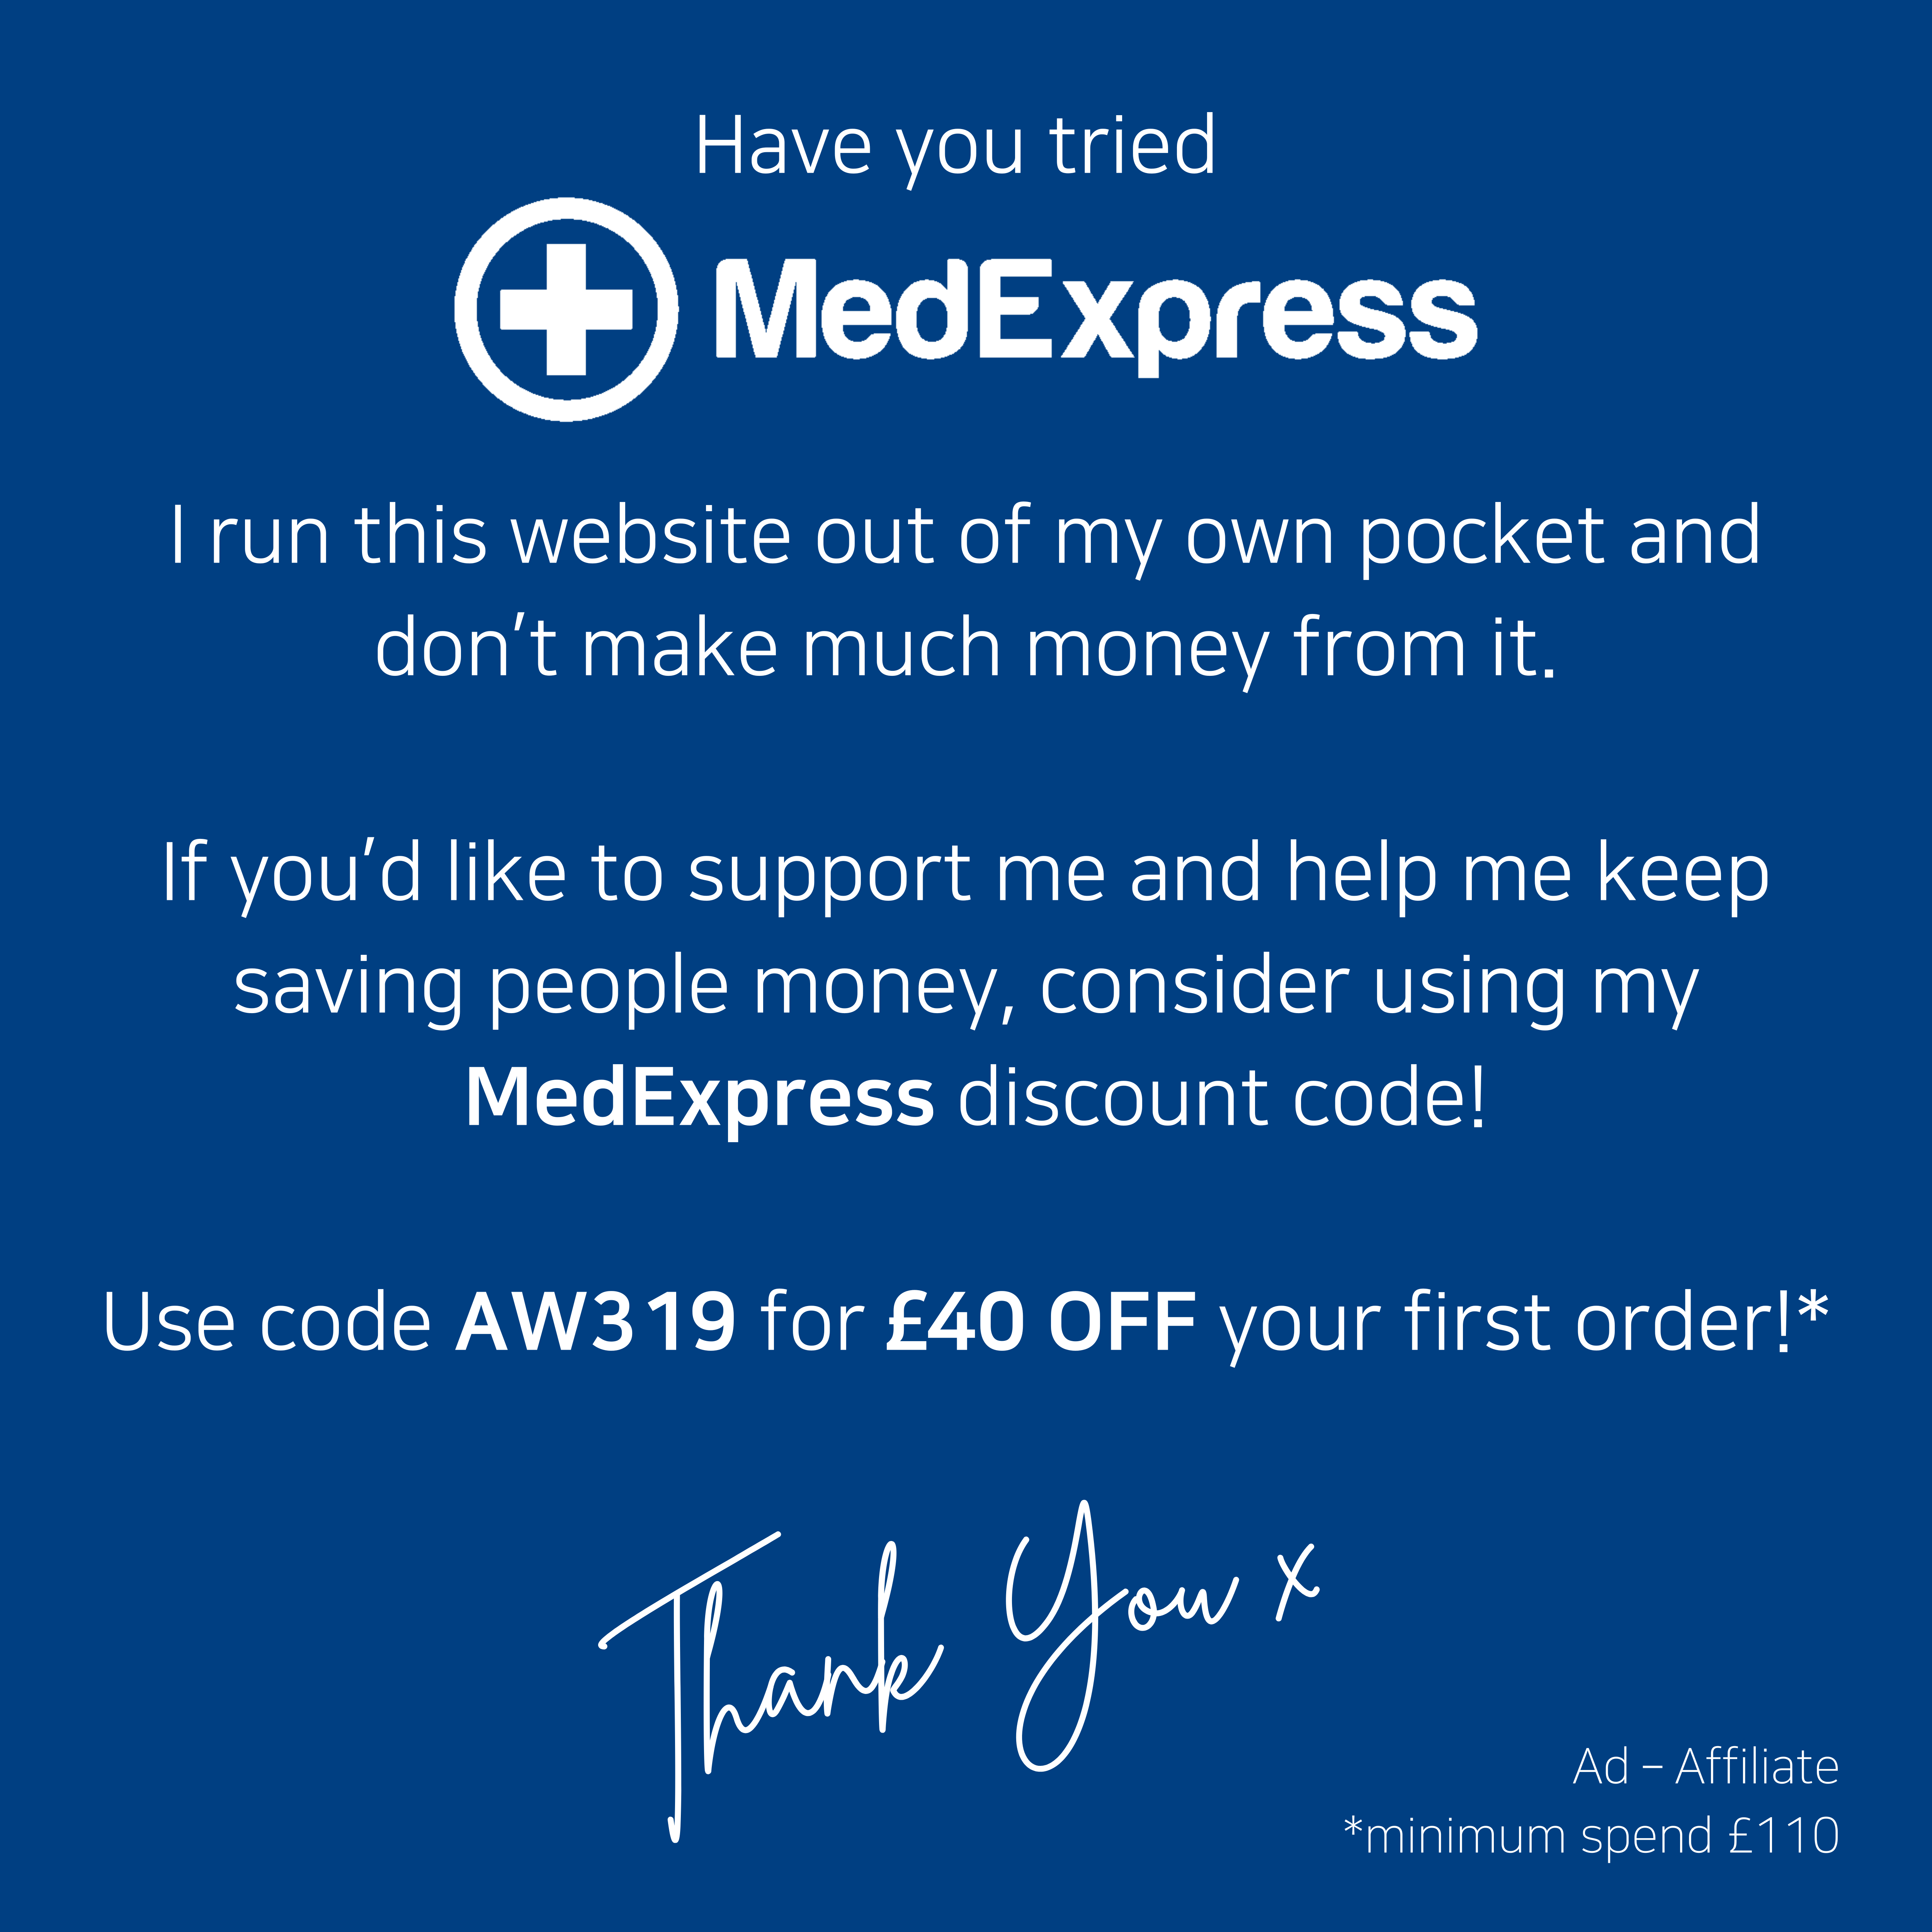 Have you tried
MedExpress
I run this website out of my own pocket and
don't make much money from it.
If you'd like to support me and help me keep
saving people money, consider using my
MedExpress discount code!
Use code AW319 for £40 OFF your first order!*
Thank You x
Ad – Affiliate
*minimum spend £110